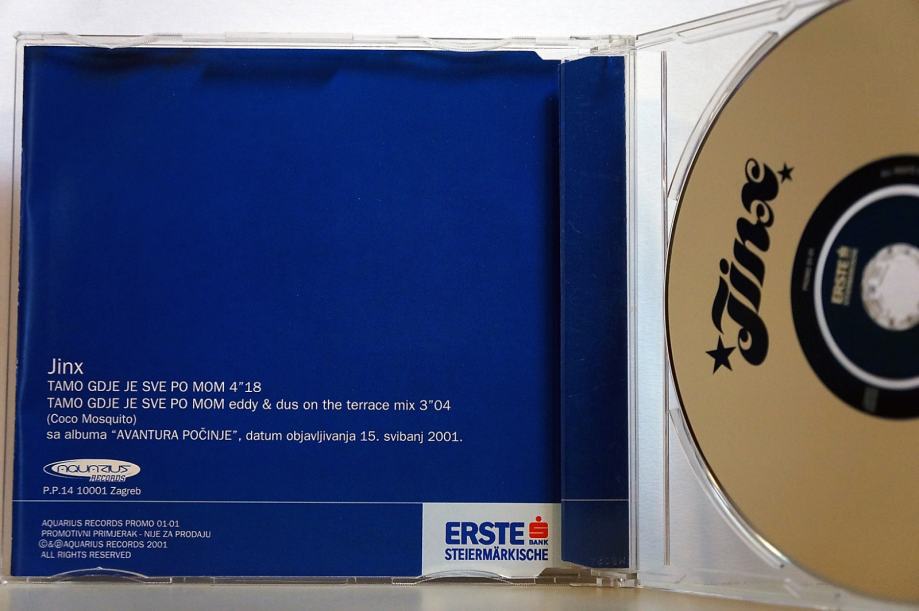 Jinx
TAMO GDJE JE SVE PO MOM 4"18
TAMO GDJE JE SVE PO MOM eddy & dus on the terrace mix 3"04
(Coco Mosquito)
sa albuma "AVANTURA POČINJE", datum objavljivanja 15. svibanj 2001.
AQUARIUS
RECORDS
P.P.14 10001 Zagreb
AQUARIUS RECORDS PROMO 01-01
PROMOTIVNI PRIMJERAK - NIJE ZA PRODAJU
©&℗AQUARIUS RECORDS 2001
ALL RIGHTS RESERVED
ERSTE
BANK
STEIERMÄRKISCHE
Jinx
ERSTE